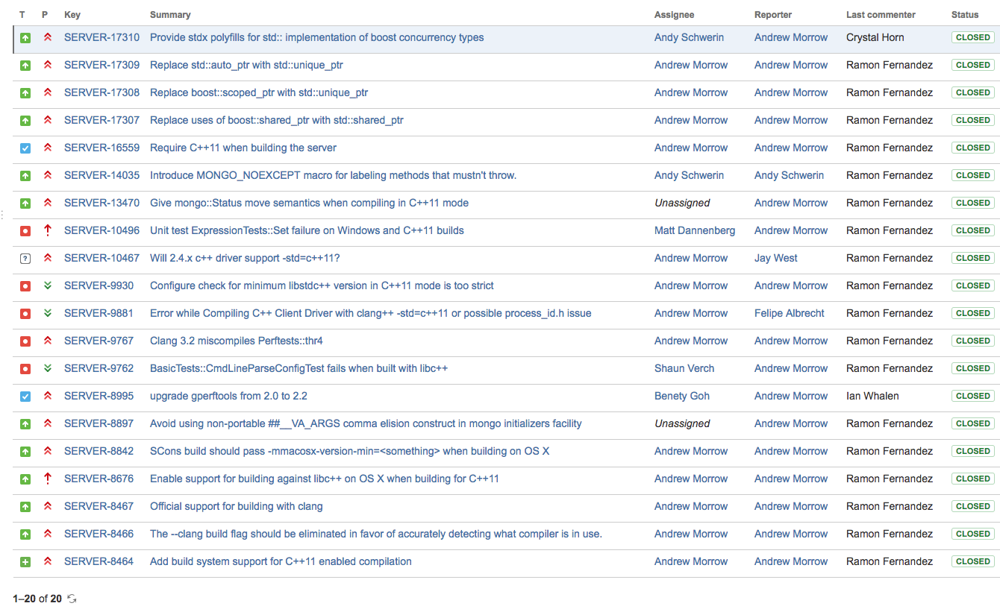 T P Key Summary Assignee Reporter Last commenter Status
SERVER-17310 Provide stdx polyfills for std:: implementation of boost concurrency types Andy Schwerin Andrew Morrow Crystal Horn CLOSED
SERVER-17309 Replace std::auto_ptr with std::unique_ptr Andrew Morrow Andrew Morrow Ramon Fernandez CLOSED
SERVER-17308 Replace boost::scoped_ptr with std::unique_ptr Andrew Morrow Andrew Morrow Ramon Fernandez CLOSED
SERVER-17307 Replace uses of boost::shared_ptr with std::shared_ptr Andrew Morrow Andrew Morrow Ramon Fernandez CLOSED
SERVER-16559 Require C++11 when building the server Andrew Morrow Andrew Morrow Ramon Fernandez CLOSED
SERVER-14035 Introduce MONGO_NOEXCEPT macro for labeling methods that mustn't throw. Andy Schwerin Andy Schwerin Ramon Fernandez CLOSED
SERVER-13470 Give mongo::Status move semantics when compiling in C++11 mode Unassigned Andrew Morrow Ramon Fernandez CLOSED
SERVER-10496 Unit test ExpressionTests::Set failure on Windows and C++11 builds Matt Dannenberg Andrew Morrow Ramon Fernandez CLOSED
? SERVER-10467 Will 2.4.x c++ driver support -std=c++11? Andrew Morrow Jay West Ramon Fernandez CLOSED
SERVER-9930 Configure check for minimum libstdc++ version in C++11 mode is too strict Andrew Morrow Andrew Morrow Ramon Fernandez CLOSED
SERVER-9881 Error while Compiling C++ Client Driver with clang++ -std=c++11 or possible process_id.h issue Andrew Morrow Felipe Albrecht Ramon Fernandez CLOSED
SERVER-9767 Clang 3.2 miscompiles Perftests::thr4 Andrew Morrow Andrew Morrow Ramon Fernandez CLOSED
SERVER-9762 BasicTests::CmdLineParseConfigTest fails when built with libc++ Shaun Verch Andrew Morrow Ramon Fernandez CLOSED
SERVER-8995 upgrade gperftools from 2.0 to 2.2 Benety Goh Andrew Morrow Ian Whalen CLOSED
SERVER-8897 Avoid using non-portable ##__VA_ARGS comma elision construct in mongo initializers facility Unassigned Andrew Morrow Ramon Fernandez CLOSED
SERVER-8842 SCons build should pass -mmacosx-version-min=<something> when building on OS X Andrew Morrow Andrew Morrow Ramon Fernandez CLOSED
SERVER-8676 Enable support for building against libc++ on OS X when building for C++11 Andrew Morrow Andrew Morrow Ramon Fernandez CLOSED
SERVER-8467 Official support for building with clang Andrew Morrow Andrew Morrow Ramon Fernandez CLOSED
SERVER-8466 The --clang build flag should be eliminated in favor of accurately detecting what compiler is in use. Andrew Morrow Andrew Morrow Ramon Fernandez CLOSED
SERVER-8464 Add build system support for C++11 enabled compilation Andrew Morrow Andrew Morrow Ramon Fernandez CLOSED
1–20 of 20